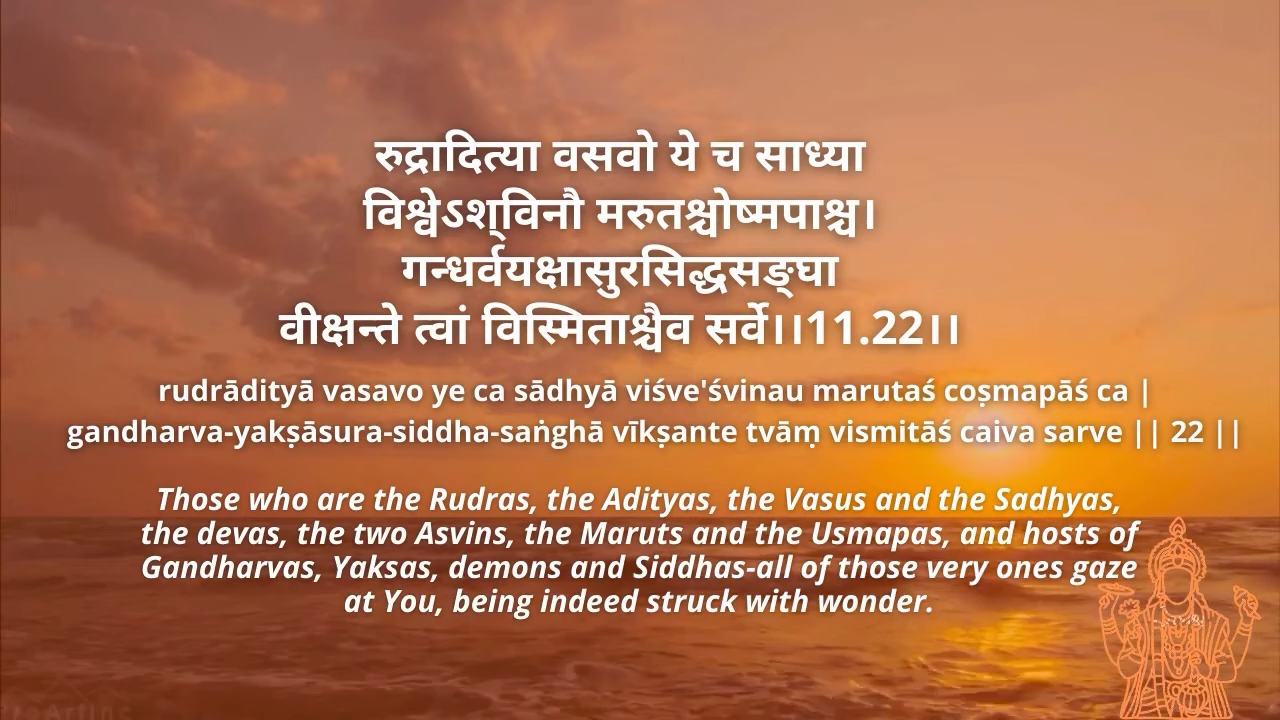 रुद्रादित्या वसवो ये च साध्या
विश्वेऽश्िवनौ मरुतश्चोष्मपाश्च।
गन्धर्वयक्षासुरसिद्धसङ्घा
वीक्षन्ते त्वां विस्मिताश्चैव सर्वे।।11.22।।
rudrādityā vasavo ye ca sādhyā viśve'śvinau marutaś coṣmapāś ca |
gandharva-yakṣāsura-siddha-saṅghā vīkṣante tvāṃ vismitāś caiva sarve || 22 ||
Those who are the Rudras, the Adityas, the Vasus and the Sadhyas,
the devas, the two Asvins, the Maruts and the Usmapas, and hosts of
Gandharvas, Yaksas, demons and Siddhas-all of those very ones gaze
at You, being indeed struck with wonder.